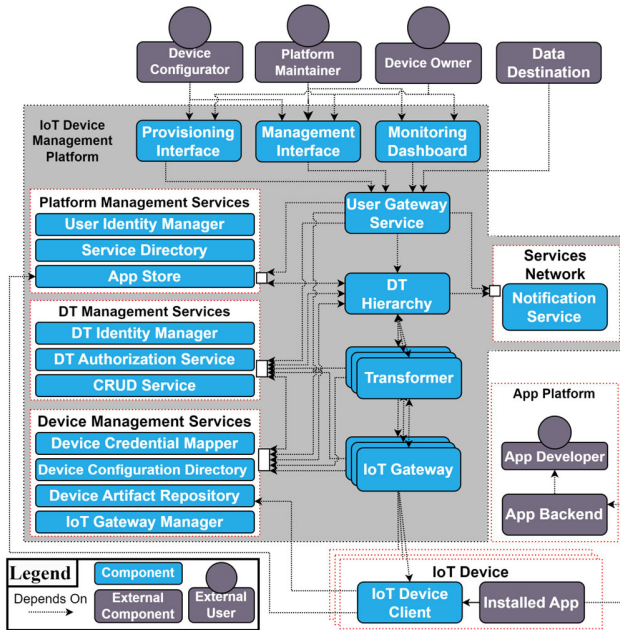 Device
Configurator
Platform
Maintainer
Device Owner
Data
Destination
IoT Device
Management
Platform
Provisioning
Interface
Management
Interface
Monitoring
Dashboard
Platform Management Services
User Identity Manager
Service Directory
App Store
User Gateway
Service
Services
Network
Notification
Service
DT
Hierarchy
DT Management Services
DT Identity Manager
DT Authorization Service
CRUD Service
Transformer
App Platform
App Developer
App Backend
Device Management Services
Device Credential Mapper
Device Configuration Directory
Device Artifact Repository
IoT Gateway Manager
IoT Gateway
Legend
Component
Depends On
External
Component
External
User
IoT Device
IoT Device
Client
Installed App